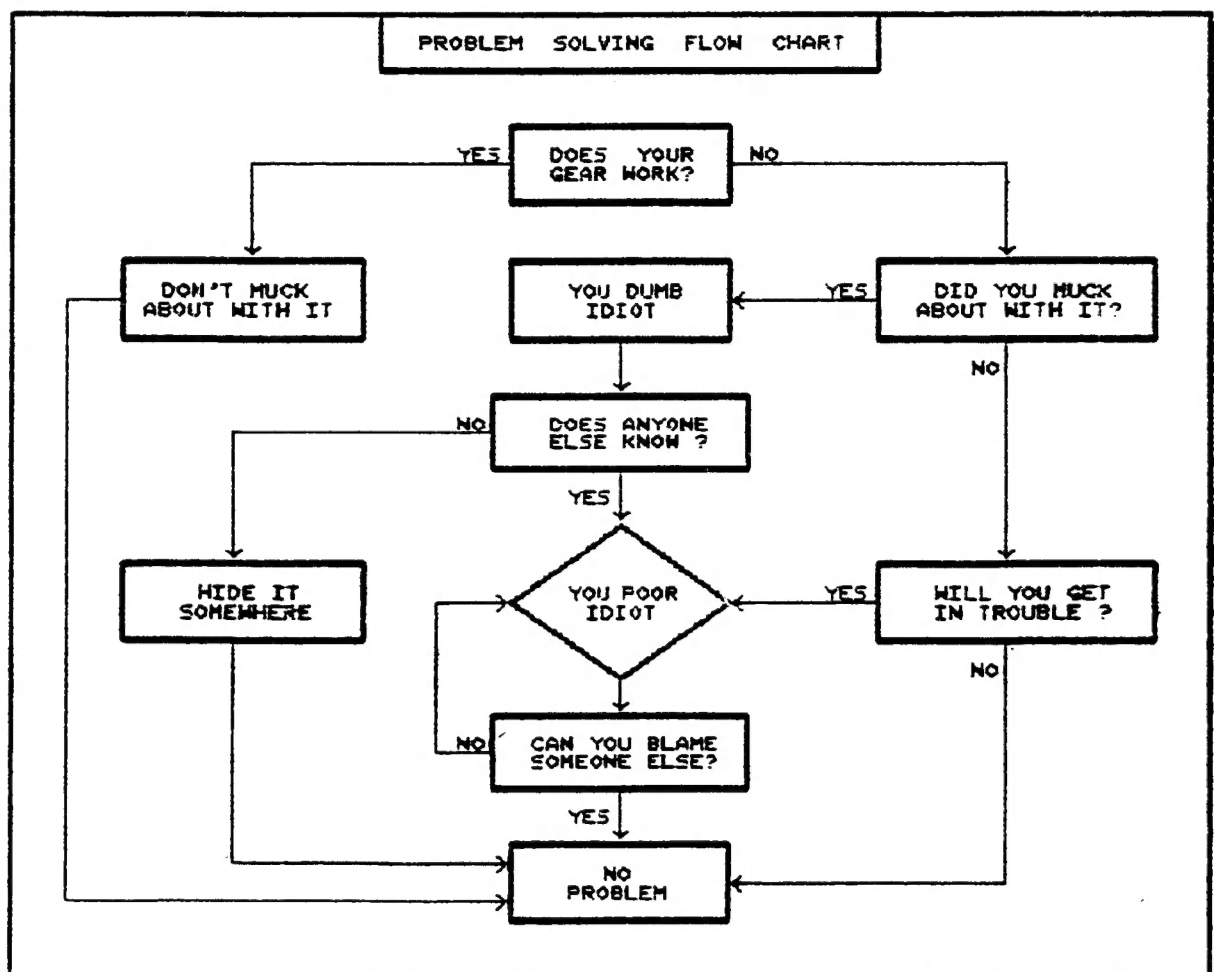 PROBLEM SOLVING FLOW CHART
YES
DOES YOUR
GEAR WORK?
NO
DON'T MUCK
ABOUT WITH IT
YOU DUMB
IDIOT
YES
DID YOU MUCK
ABOUT WITH IT?
NO
NO
DOES ANYONE
ELSE KNOW ?
YES
HIDE IT
SOMEWHERE
YOU POOR
IDIOT
YES
WILL YOU GET
IN TROUBLE ?
NO
NO
CAN YOU BLAME
SOMEONE ELSE?
YES
NO
PROBLEM